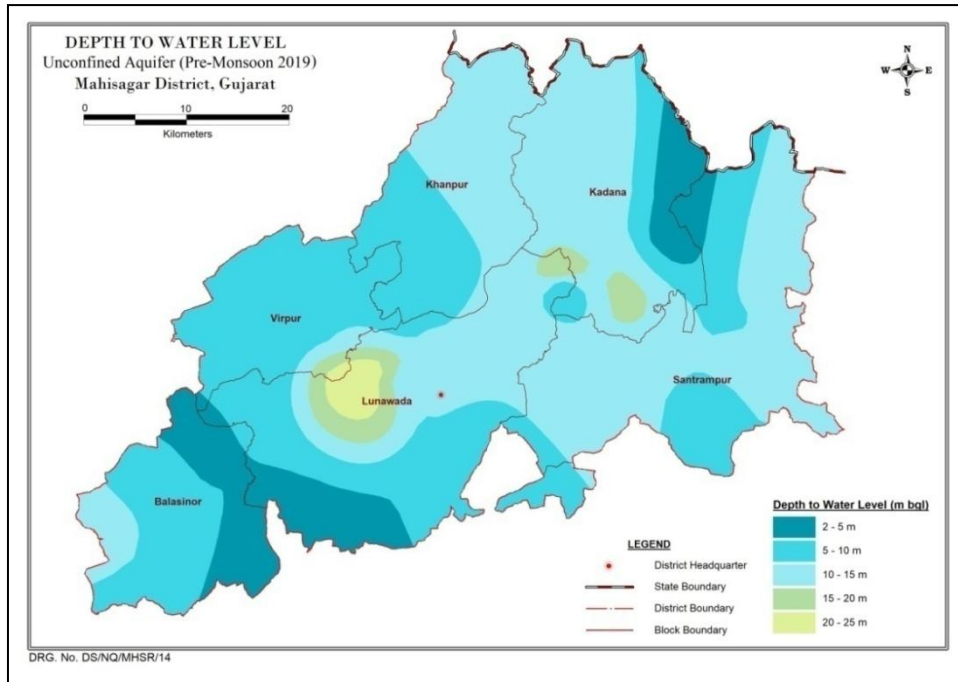 DEPTH TO WATER LEVEL
Unconfined Aquifer (Pre-Monsoon 2019)
Mahisagar District, Gujarat
0 10 20
Kilometers
N
W E
S
Khanpur
Kadana
Virpur
Lunawada
Santrampur
Balasinor
LEGEND
District Headquarter
State Boundary
District Boundary
Block Boundary
Depth to Water Level (m bgl)
2 - 5 m
5 - 10 m
10 - 15 m
15 - 20 m
20 - 25 m
DRG. No. DS/NQ/MHSR/14